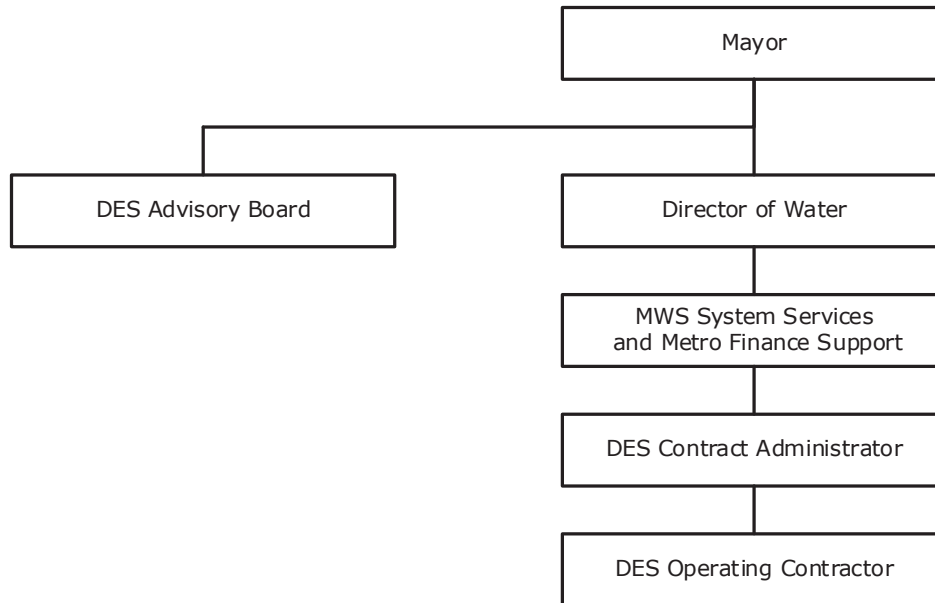 Mayor
DES Advisory Board
Director of Water
MWS System Services
and Metro Finance Support
DES Contract Administrator
DES Operating Contractor